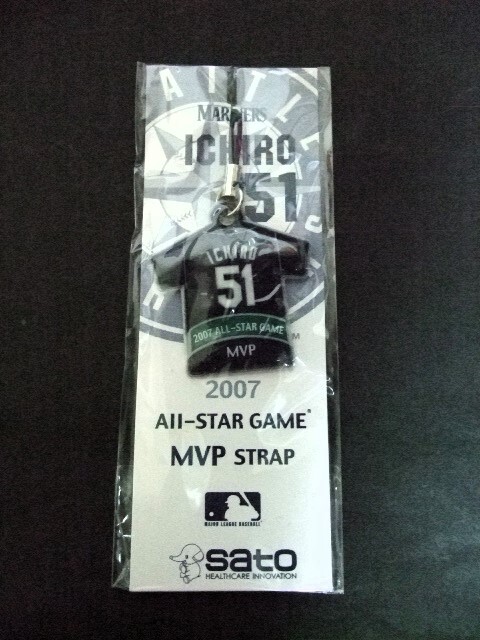 MARINERS
ICHIRO
51
ICHIRO
51
2007 ALL-STAR GAME
MVP
2007
All-STAR GAME®
MVP STRAP
MAJOR LEAGUE BASEBALL
sato
HEALTHCARE INNOVATION